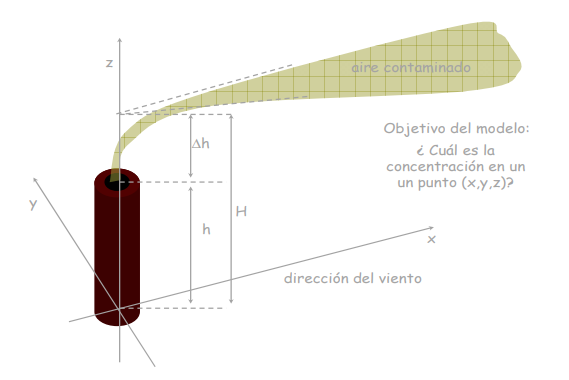 z
aire contaminado
Objetivo del modelo:
¿ Cuál es la
concentración en un
un punto (x,y,z)?
Δh
y
h
H
x
dirección del viento